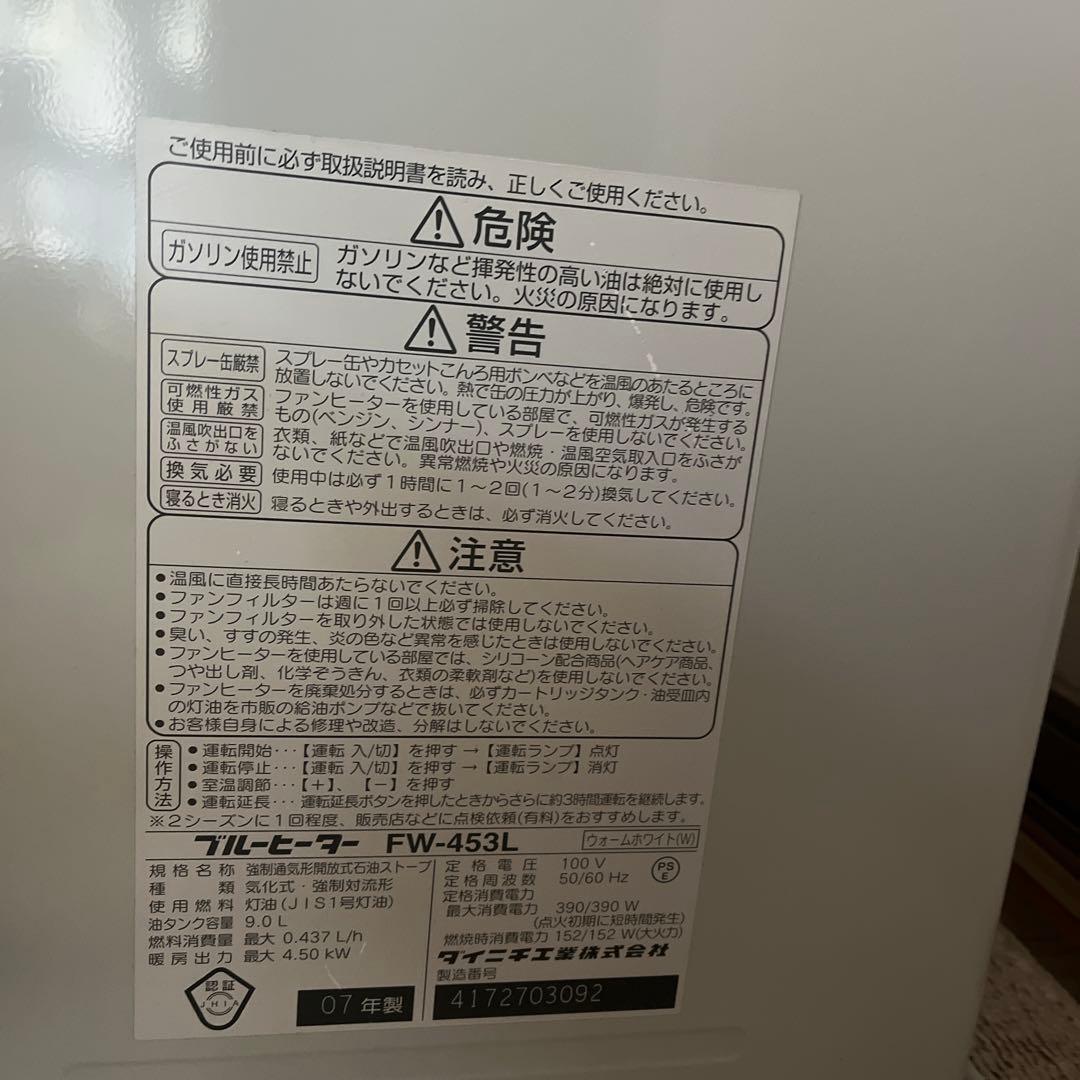 ご使用前に必ず取扱説明書を読み、正しくご使用ください。
危険
ガソリン使用禁止
ガソリンなど揮発性の高い油は絶対に使用し
ないでください。火災の原因になります。
警告
スプレー缶厳禁
スプレー缶やカセットこんろ用ボンベなどを温風のあたるところに
放置しないでください。熱で缶の圧力が上がり、爆発し、危険です。
可燃性ガス
使用厳禁
ファンヒーターを使用している部屋で、可燃性ガスが発生する
もの(ベンジン、シンナー)、スプレーを使用しないでください。
温風吹出口を
ふさがない
衣類、紙などで温風吹出口や燃焼・温風空気取入口をふさが
ないでください。異常燃焼や火災の原因になります。
換気必要
使用中は必ず1時間に1~2回(1~2分)換気してください。
寝るとき消火
寝るときや外出するときは、必ず消火してください。
注意
●温風に直接長時間あたらないでください。
●ファンフィルターは週に1回以上必ず掃除してください。
●ファンフィルターを取り外した状態では使用しないでください。
●臭い、すすの発生、炎の色など異常を感じたときは使用しないでください。
●ファンヒーターを使用している部屋では、シリコーン配合商品(ヘアケア商品、
つや出し剤、化学ぞうきん、衣類の柔軟剤など)を使用しないでください。
●ファンヒーターを廃棄処分するときは、必ずカートリッジタンク・油受皿内
の灯油を市販の給油ポンプなどで抜いてください。
●お客様自身による修理や改造、分解はしないでください。
操作方法
●運転開始・・・【運転 入/切】を押す→【運転ランプ】点灯
●運転停止・・・【運転 入/切】を押す→【運転ランプ】消灯
●室温調節・・・【+】、【-】を押す
●運転延長・・・運転延長ボタンを押したときからさらに約3時間運転を継続します。
※2シーズンに1回程度、販売店などに点検依頼(有料)をおすすめします。
ブルーヒーター FW-453L ウォームホワイト(W)
規格名称 強制通気形開放式石油ストーブ
種類 気化式・強制対流形
使用燃料 灯油(JIS1号灯油)
油タンク容量 9.0 L
燃料消費量 最大 0.437 L/h
暖房出力 最大 4.50 kW
定格電圧 100 V
定格周波数 50/60 Hz
PS
E
定格消費電力
最大消費電力 390/390 W
(点火初期に短時間発生)
燃焼時消費電力 152/152 W(大火力)
ダイニチ工業株式会社
製造番号
認証
JHIA
07 年製
4172703092